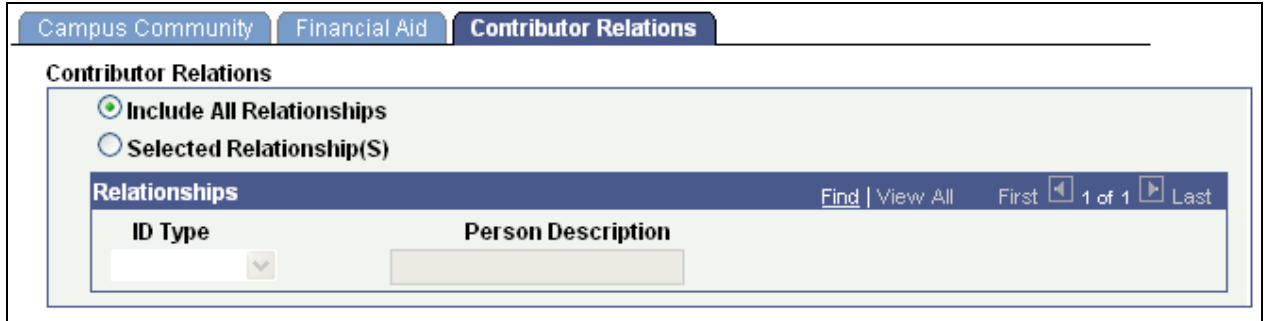 Campus Community Financial Aid Contributor Relations
Contributor Relations
Include All Relationships
Selected Relationship(S)
Relationships Find | View All First 1 of 1 Last
ID Type Person Description